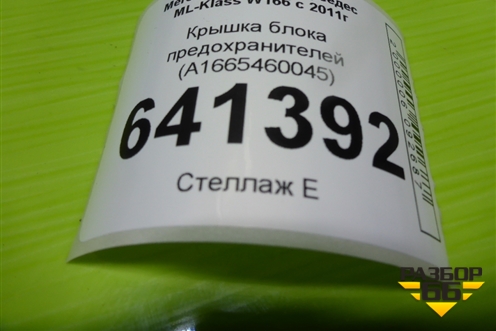 ML-Klass W166 с 2011г
Крышка блока
предохранителей
(A1665460045)
641392
Стеллаж Е
РАЗБОР
66